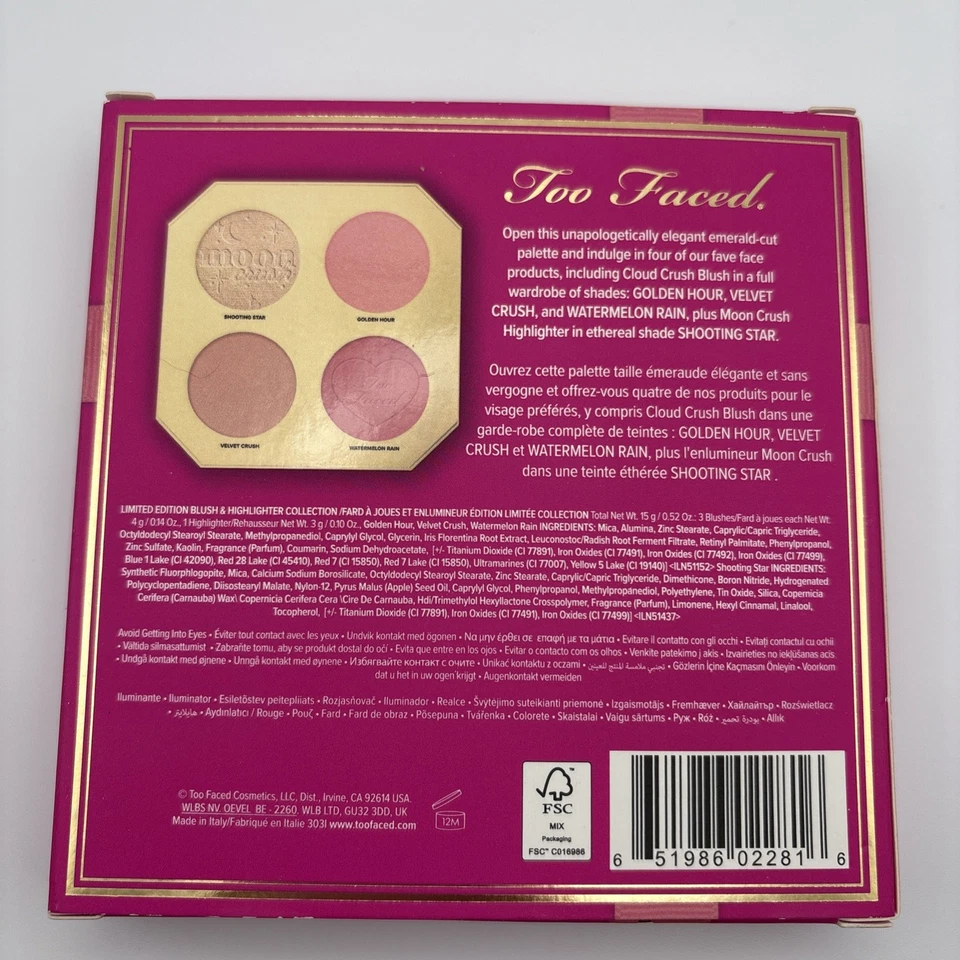 moon
crush
SHOOTING STAR
GOLDEN HOUR
VELVET CRUSH
Too
Faced
WATERMELON RAIN
Too Faced.
Open this unapologetically elegant emerald-cut
palette and indulge in four of our fave face
products, including Cloud Crush Blush in a full
wardrobe of shades: GOLDEN HOUR, VELVET
CRUSH, and WATERMELON RAIN, plus Moon Crush
Highlighter in ethereal shade SHOOTING STAR.
Ouvrez cette palette taille émeraude élégante et sans
vergogne et offrez-vous quatre de nos produits pour le
visage préférés, y compris Cloud Crush Blush dans une
garde-robe complète de teintes : GOLDEN HOUR, VELVET
CRUSH et WATERMELON RAIN, plus l'enlumineur Moon Crush
dans une teinte éthérée SHOOTING STAR .
LIMITED EDITION BLUSH & HIGHLIGHTER COLLECTION /FARD À JOUES ET ENLUMINEUR ÉDITION LIMITÉE COLLECTION Total Net Wt. 15 g / 0.52 Oz.: 3 Blushes/Fard à joues each Net Wt.
4 g / 0.14 Oz., 1 Highlighter/Rehausseur Net Wt. 3 g / 0.10 Oz., Golden Hour, Velvet Crush, Watermelon Rain INGREDIENTS: Mica, Alumina, Zinc Stearate, Caprylic/Capric Triglyceride,
Octyldodecyl Stearoyl Stearate, Methylpropanediol, Caprylyl Glycol, Glycerin, Iris Florentina Root Extract, Leuconostoc/Radish Root Ferment Filtrate, Retinyl Palmitate, Phenylpropanol,
Zinc Sulfate, Kaolin, Fragrance (Parfum), Coumarin, Sodium Dehydroacetate, [+/- Titanium Dioxide (CI 77891), Iron Oxides (CI 77491), Iron Oxides (CI 77492), Iron Oxides (CI 77499),
Blue 1 Lake (CI 42090), Red 28 Lake (CI 45410), Red 7 (CI 15850), Red 7 Lake (CI 15850), Ultramarines (CI 77007), Yellow 5 Lake (CI 19140)] <ILN51152> Shooting Star INGREDIENTS:
Synthetic Fluorphlogopite, Mica, Calcium Sodium Borosilicate, Octyldodecyl Stearoyl Stearate, Zinc Stearate, Caprylic/Capric Triglyceride, Dimethicone, Boron Nitride, Hydrogenated
Polycyclopentadiene, Diisostearyl Malate, Nylon-12, Pyrus Malus (Apple) Seed Oil, Caprylyl Glycol, Phenylpropanol, Methylpropanediol, Polyethylene, Tin Oxide, Silica, Copernicia
Cerifera (Carnauba) Wax\ Copernicia Cerifera Cera \Cire De Carnauba, Hdi/Trimethylol Hexyllactone Crosspolymer, Fragrance (Parfum), Limonene, Hexyl Cinnamal, Linalool,
Tocopherol, [+/- Titanium Dioxide (CI 77891), Iron Oxides (CI 77491), Iron Oxides (CI 77499)] <ILN51437>
Avoid Getting Into Eyes • Éviter tout contact avec les yeux • Undvik kontakt med ögonen • Να μην έρθει σε επαφή με τα μάτια • Evitare il contatto con gli occhi • Evitați contactul cu ochii
• Vältida silmasattumist • Zabraňte tomu, aby se produkt dostal do očí • Evita que entre en los ojos • Evitar o contacto com os olhos • Venkite patekimo į akis • Izvairieties no iekļūšanas acīs
• Undgå kontakt med øjnene • Unngå kontakt med øynene • Избягвайте контакт с очите • Unikać kontaktu z oczami • تجنبي ملامسة المنتج للعينين • Gözlerin İçine Kaçmasını Önleyin • Voorkom
dat u het in uw ogen krijgt • Augenkontakt vermeiden
Iluminante • Iluminator • Rozjasňovač • Iluminador • Realce • Švytėjimo suteikianti priemonė • Izgaismotājs • Fremhæver • Хайлайтър • Rozświetlacz
• هايلايتر • Aydınlatıcı / Rouge • Ρουζ • Fard • Fard de obraz • Põsepuna • Tvářenka • Colorete • Skaistalai • Vaigu sārtums • Руж • Róż • بودرة تحمير • Allık
© Too Faced Cosmetics, LLC, Dist., Irvine, CA 92614 USA.
WLBS NV. OEVEL BE - 2260. WLB LTD, GU32 3DD, UK
Made in Italy/Fabriqué en Italie 303I www.toofaced.com
12M
FSC
MIX
Packaging
FSC™ C016986
6 51986 02281 6